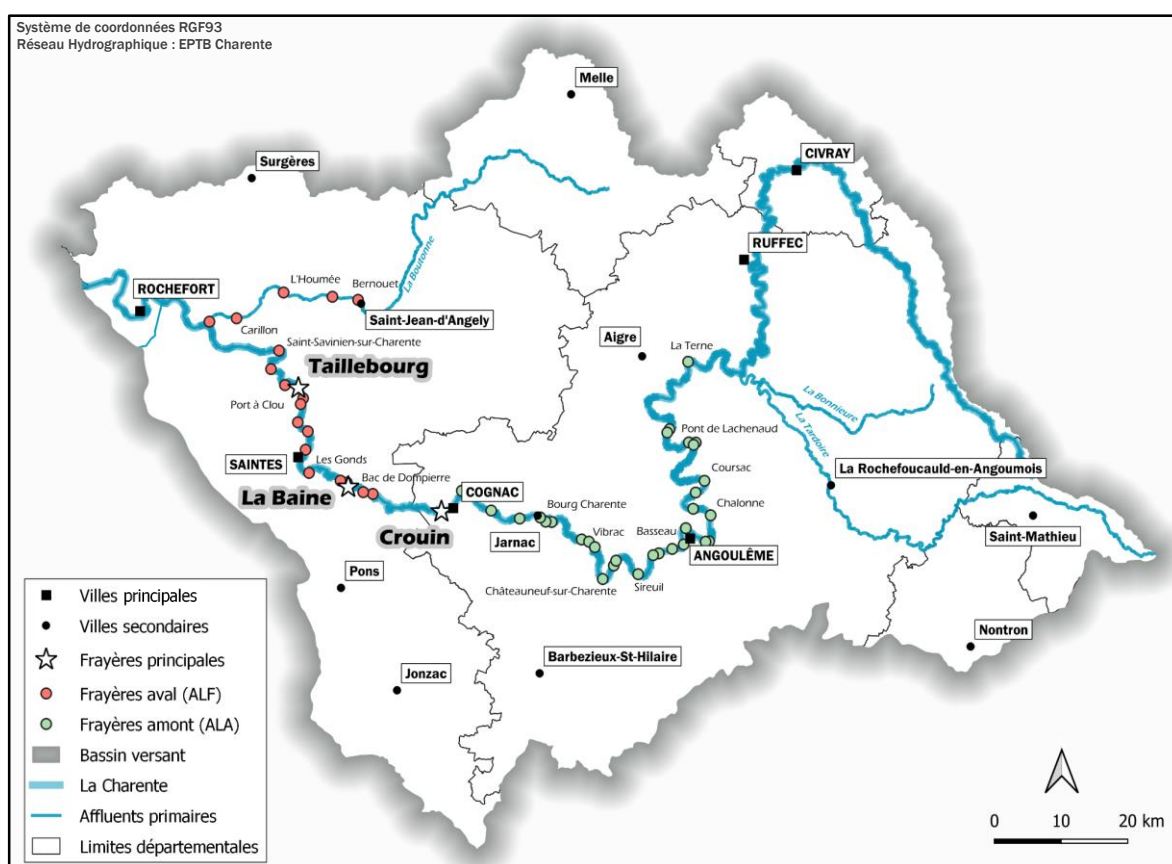 Système de coordonnées RGF93
Réseau Hydrographique : EPTB Charente
Melle
Surgères
CIVRAY
La Boutonne
RUFFEC
L'Houmée
Bernouet
ROCHEFORT
Saint-Jean-d'Angely
Carillon
Saint-Savinien-sur-Charente
Aigre
La Terne
Taillebourg
Port à Clou
La Bonnieure
La Tardoire
Pont de Lachenaud
SAINTES
Les Gonds
Bac de Dompierre
La Rochefoucauld-en-Angoumois
Coursac
La Baine
COGNAC
Bourg Charente
Chalonne
Crouin
Jarnac
Vibrac
Basseau
ANGOULÊME
Saint-Mathieu
Pons
Châteauneuf-sur-Charente
Sireuil
Nontron
Barbezieux-St-Hilaire
Jonzac
Villes principales
Villes secondaires
Frayères principales
Frayères aval (ALF)
Frayères amont (ALA)
Bassin versant
La Charente
Affluents primaires
Limites départementales
0 10 20 km